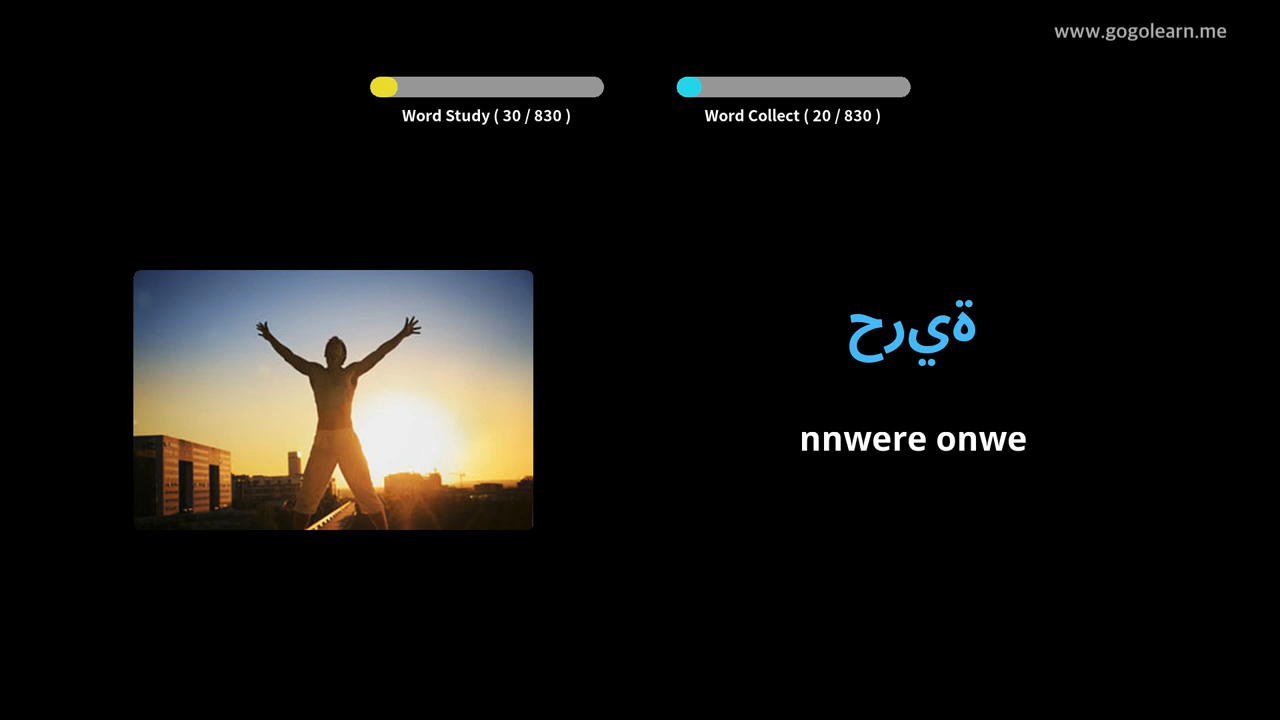 www.gogolearn.me
Word Study ( 30 / 830 )
Word Collect ( 20 / 830 )
حرية
nnwere onwe